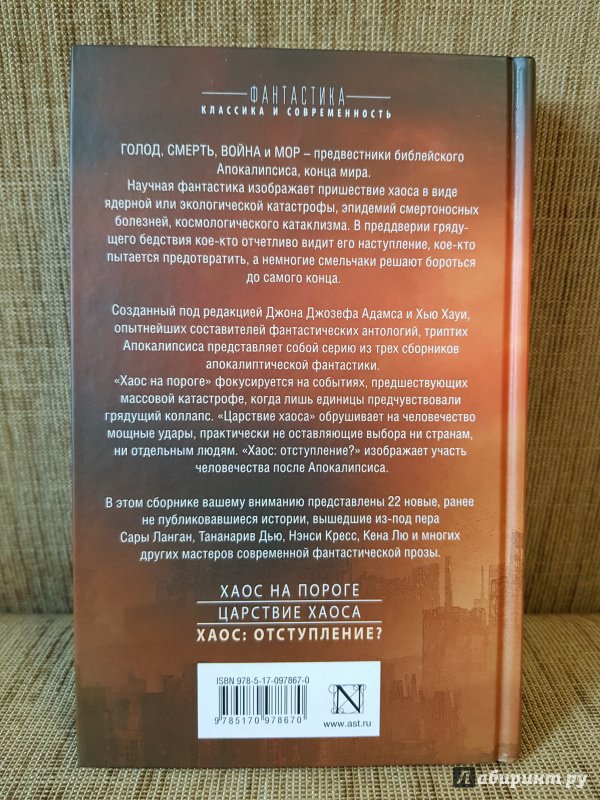 ФАНТАСТИКА
КЛАССИКА И СОВРЕМЕННОСТЬ
ГОЛОД, СМЕРТЬ, ВОЙНА и МОР – предвестники библейского
Апокалипсиса, конца мира.
Научная фантастика изображает пришествие хаоса в виде
ядерной или экологической катастрофы, эпидемий смертоносных
болезней, космологического катаклизма. В преддверии гряду-
щего бедствия кое-кто отчетливо видит его наступление, кое-кто
пытается предотвратить, а немногие смельчаки решают бороться
до самого конца.
Созданный под редакцией Джона Джозефа Адамса и Хью Хауи,
опытнейших составителей фантастических антологий, триптих
Апокалипсиса представляет собой серию из трех сборников
апокалиптической фантастики.
«Хаос на пороге» фокусируется на событиях, предшествующих
массовой катастрофе, когда лишь единицы предчувствовали
грядущий коллапс. «Царствие хаоса» обрушивает на человечество
мощные удары, практически не оставляющие выбора ни странам,
ни отдельным людям. «Хаос: отступление?» изображает участь
человечества после Апокалипсиса.
В этом сборнике вашему вниманию представлены 22 новые, ранее
не публиковавшиеся истории, вышедшие из-под пера
Сары Ланган, Тананарив Дью, Нэнси Кресс, Кена Лю и многих
других мастеров современной фантастической прозы.
ХАОС НА ПОРОГЕ
ЦАРСТВИЕ ХАОСА
ХАОС: ОТСТУПЛЕНИЕ?
ISBN 978-5-17-097867-0
9785170978670
N
www.ast.ru
Лабиринт.ру